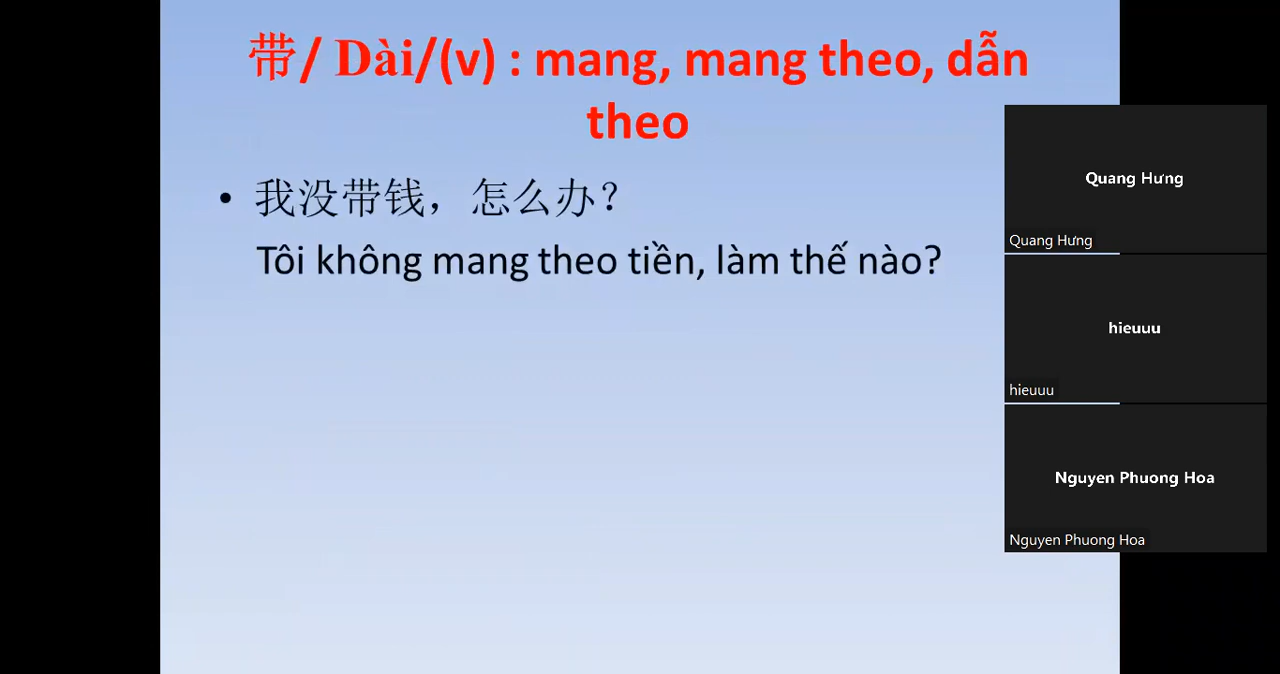 带/ Dài/(v) : mang, mang theo, dẫn
theo
• 我没带钱，怎么办？
Tôi không mang theo tiền, làm thế nào?
Quang Hưng
Quang Hưng
hieuuu
hieuuu
Nguyen Phuong Hoa
Nguyen Phuong Hoa